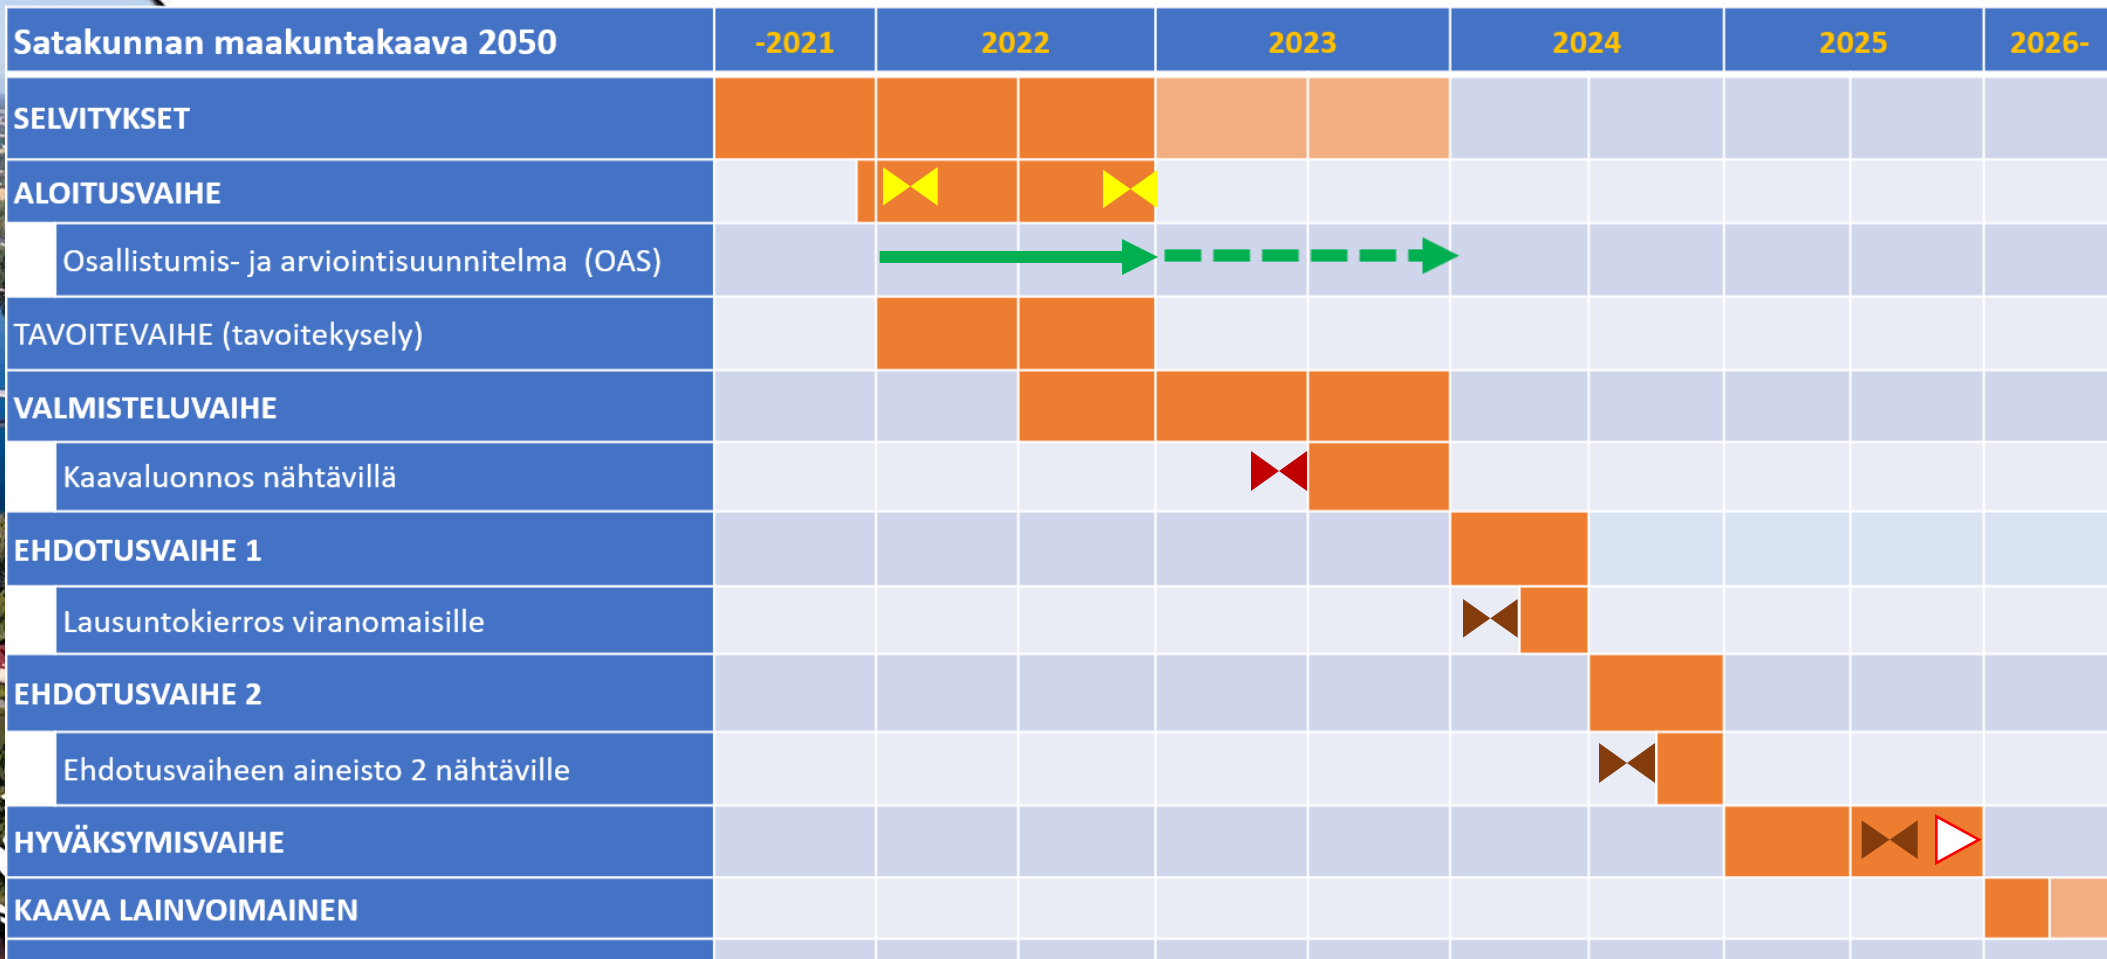 Satakunnan maakuntakaava 2050 -2021 2022 2023 2024 2025 2026-
SELVITYKSET
ALOITUSVAIHE
Osallistumis- ja arviointisuunnitelma (OAS)
TAVOITEVAIHE (tavoitekysely)
VALMISTELUVAIHE
Kaavaluonnos nähtävillä
EHDOTUSVAIHE 1
Lausuntokierros viranomaisille
EHDOTUSVAIHE 2
Ehdotusvaiheen aineisto 2 nähtäville
HYVÄKSYMISVAIHE
KAAVA LAINVOIMAINEN